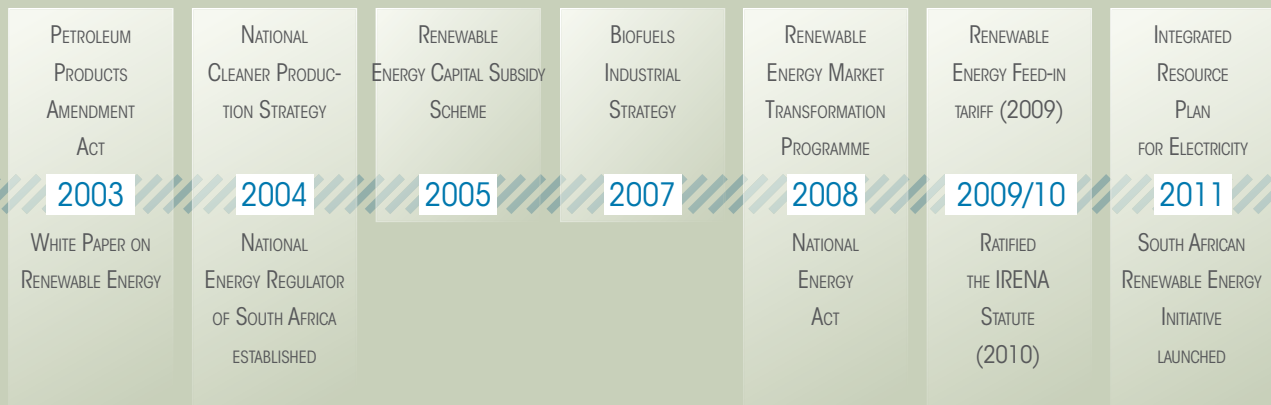 Petroleum
Products
Amendment
Act
2003
White Paper on
Renewable Energy
National
Cleaner Produc-
tion Strategy
2004
National
Energy Regulator
of South Africa
established
Renewable
Energy Capital Subsidy
Scheme
2005
Biofuels
Industrial
Strategy
2007
Renewable
Energy Market
Transformation
Programme
2008
National
Energy
Act
Renewable
Energy Feed-in
tariff (2009)
2009/10
Ratified
the IRENA
Statute
(2010)
Integrated
Resource
Plan
for Electricity
2011
South African
Renewable Energy
Initiative
launched